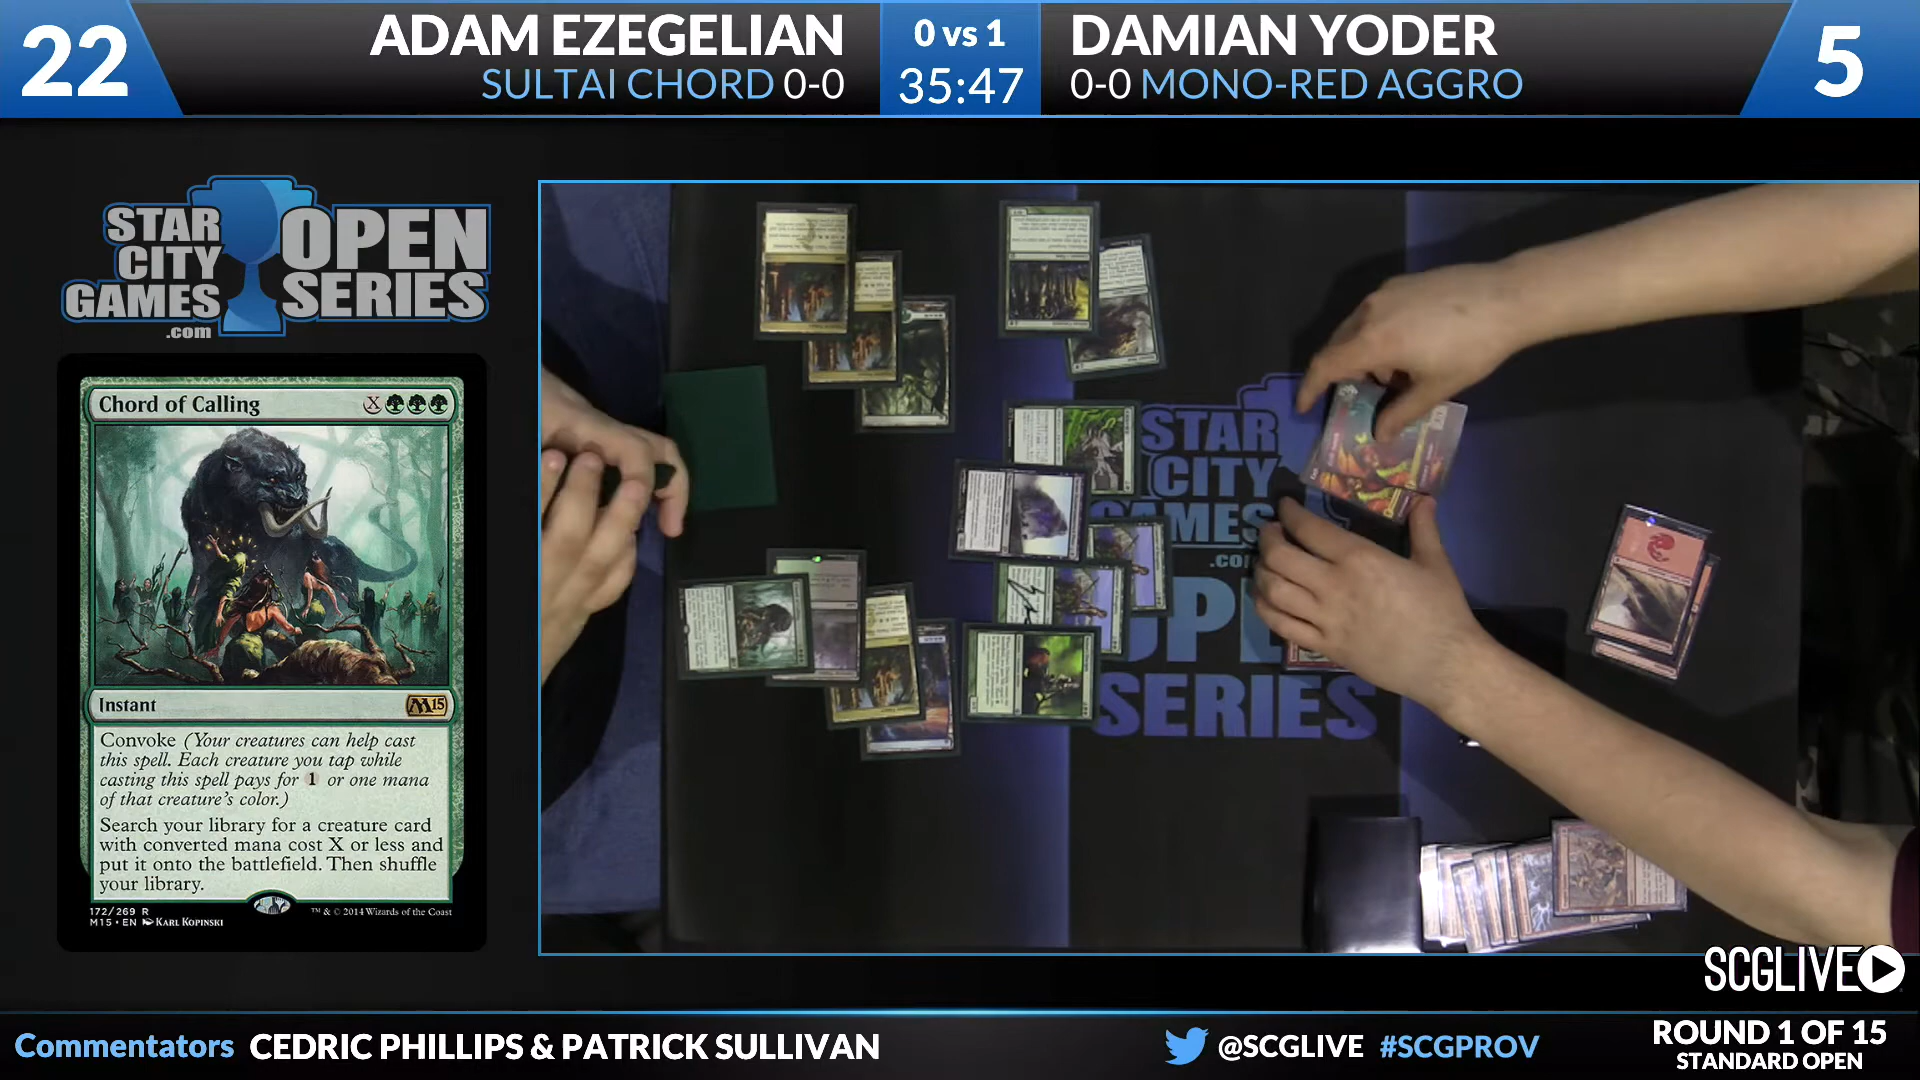 22
ADAM EZEGELIAN
SULTAI CHORD 0-0
0 vs 1
35:47
DAMIAN YODER
0-0 MONO-RED AGGRO
5
STAR
CITY
GAMES
.com
OPEN
SERIES
Chord of Calling X
Instant M15
Convoke (Your creatures can help cast
this spell. Each creature you tap while
casting this spell pays for 1 or one mana
of that creature's color.)
Search your library for a creature card
with converted mana cost X or less and
put it onto the battlefield. Then shuffle
your library.
172/269 R
M15 • EN KARL KOPINSKI
™ & © 2014 Wizards of the Coast
STAR
CITY
GAMES
.com
OPEN
SERIES
SCGLIVE
Commentators CEDRIC PHILLIPS & PATRICK SULLIVAN
@SCGLIVE #SCGPROV
ROUND 1 OF 15
STANDARD OPEN